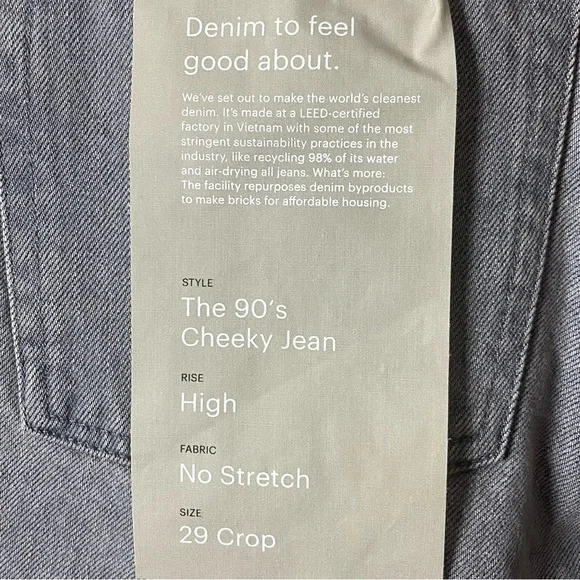 Denim to feel
good about.
We've set out to make the world's cleanest
denim. It's made at a LEED-certified
factory in Vietnam with some of the most
stringent sustainability practices in the
industry, like recycling 98% of its water
and air-drying all jeans. What's more:
The facility repurposes denim byproducts
to make bricks for affordable housing.
STYLE
The 90's
Cheeky Jean
RISE
High
FABRIC
No Stretch
SIZE
29 Crop